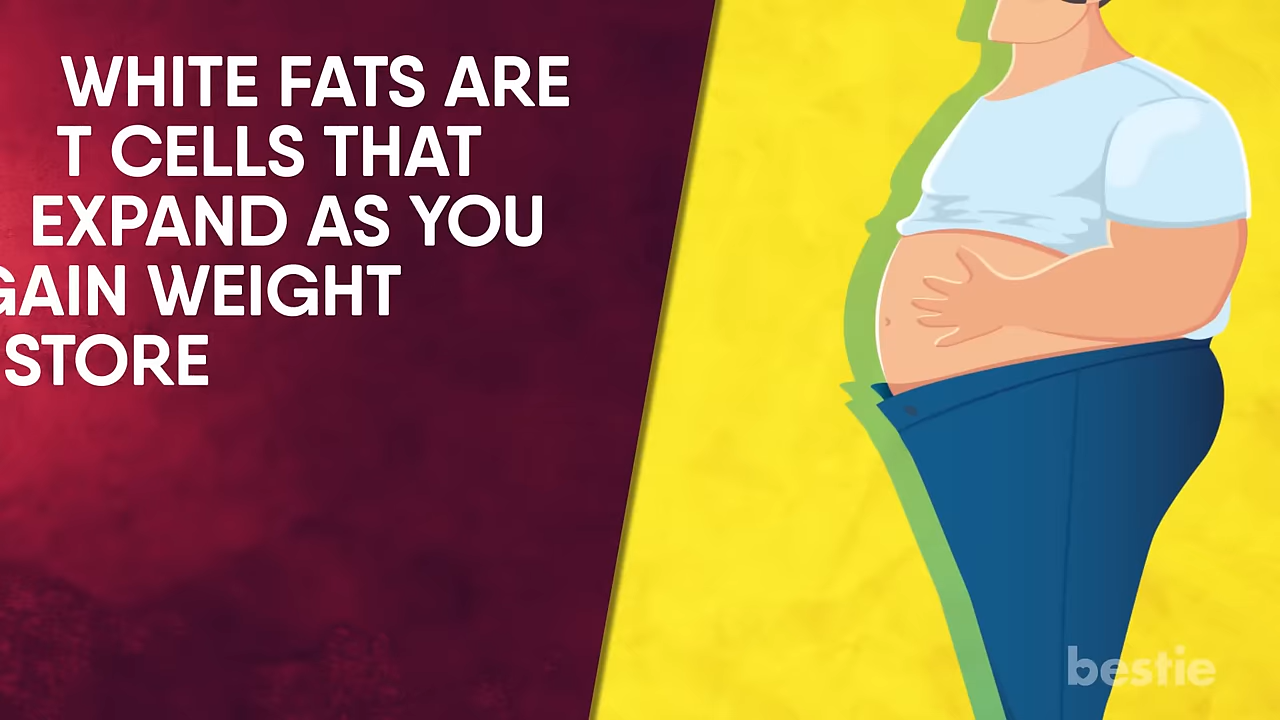 WHITE FATS ARE
T CELLS THAT
EXPAND AS YOU
GAIN WEIGHT
STORE
bestie